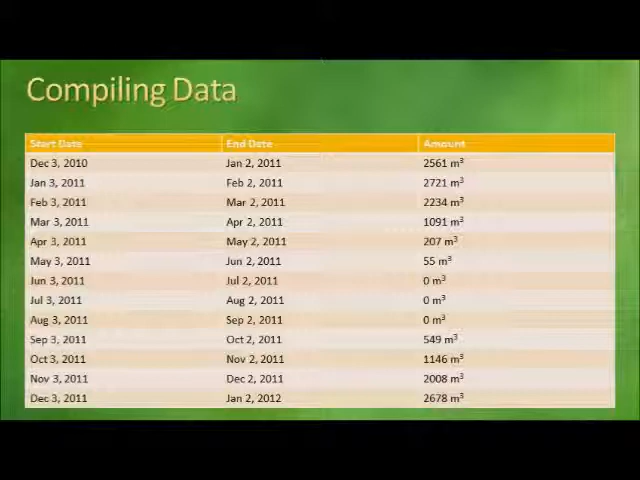 Compiling Data
Start Date End Date Amount
Dec 3, 2010 Jan 2, 2011 2561 m³
Jan 3, 2011 Feb 2, 2011 2721 m³
Feb 3, 2011 Mar 2, 2011 2234 m³
Mar 3, 2011 Apr 2, 2011 1091 m³
Apr 3, 2011 May 2, 2011 207 m³
May 3, 2011 Jun 2, 2011 55 m³
Jun 3, 2011 Jul 2, 2011 0 m³
Jul 3, 2011 Aug 2, 2011 0 m³
Aug 3, 2011 Sep 2, 2011 0 m³
Sep 3, 2011 Oct 2, 2011 549 m³
Oct 3, 2011 Nov 2, 2011 1146 m³
Nov 3, 2011 Dec 2, 2011 2008 m³
Dec 3, 2011 Jan 2, 2012 2678 m³